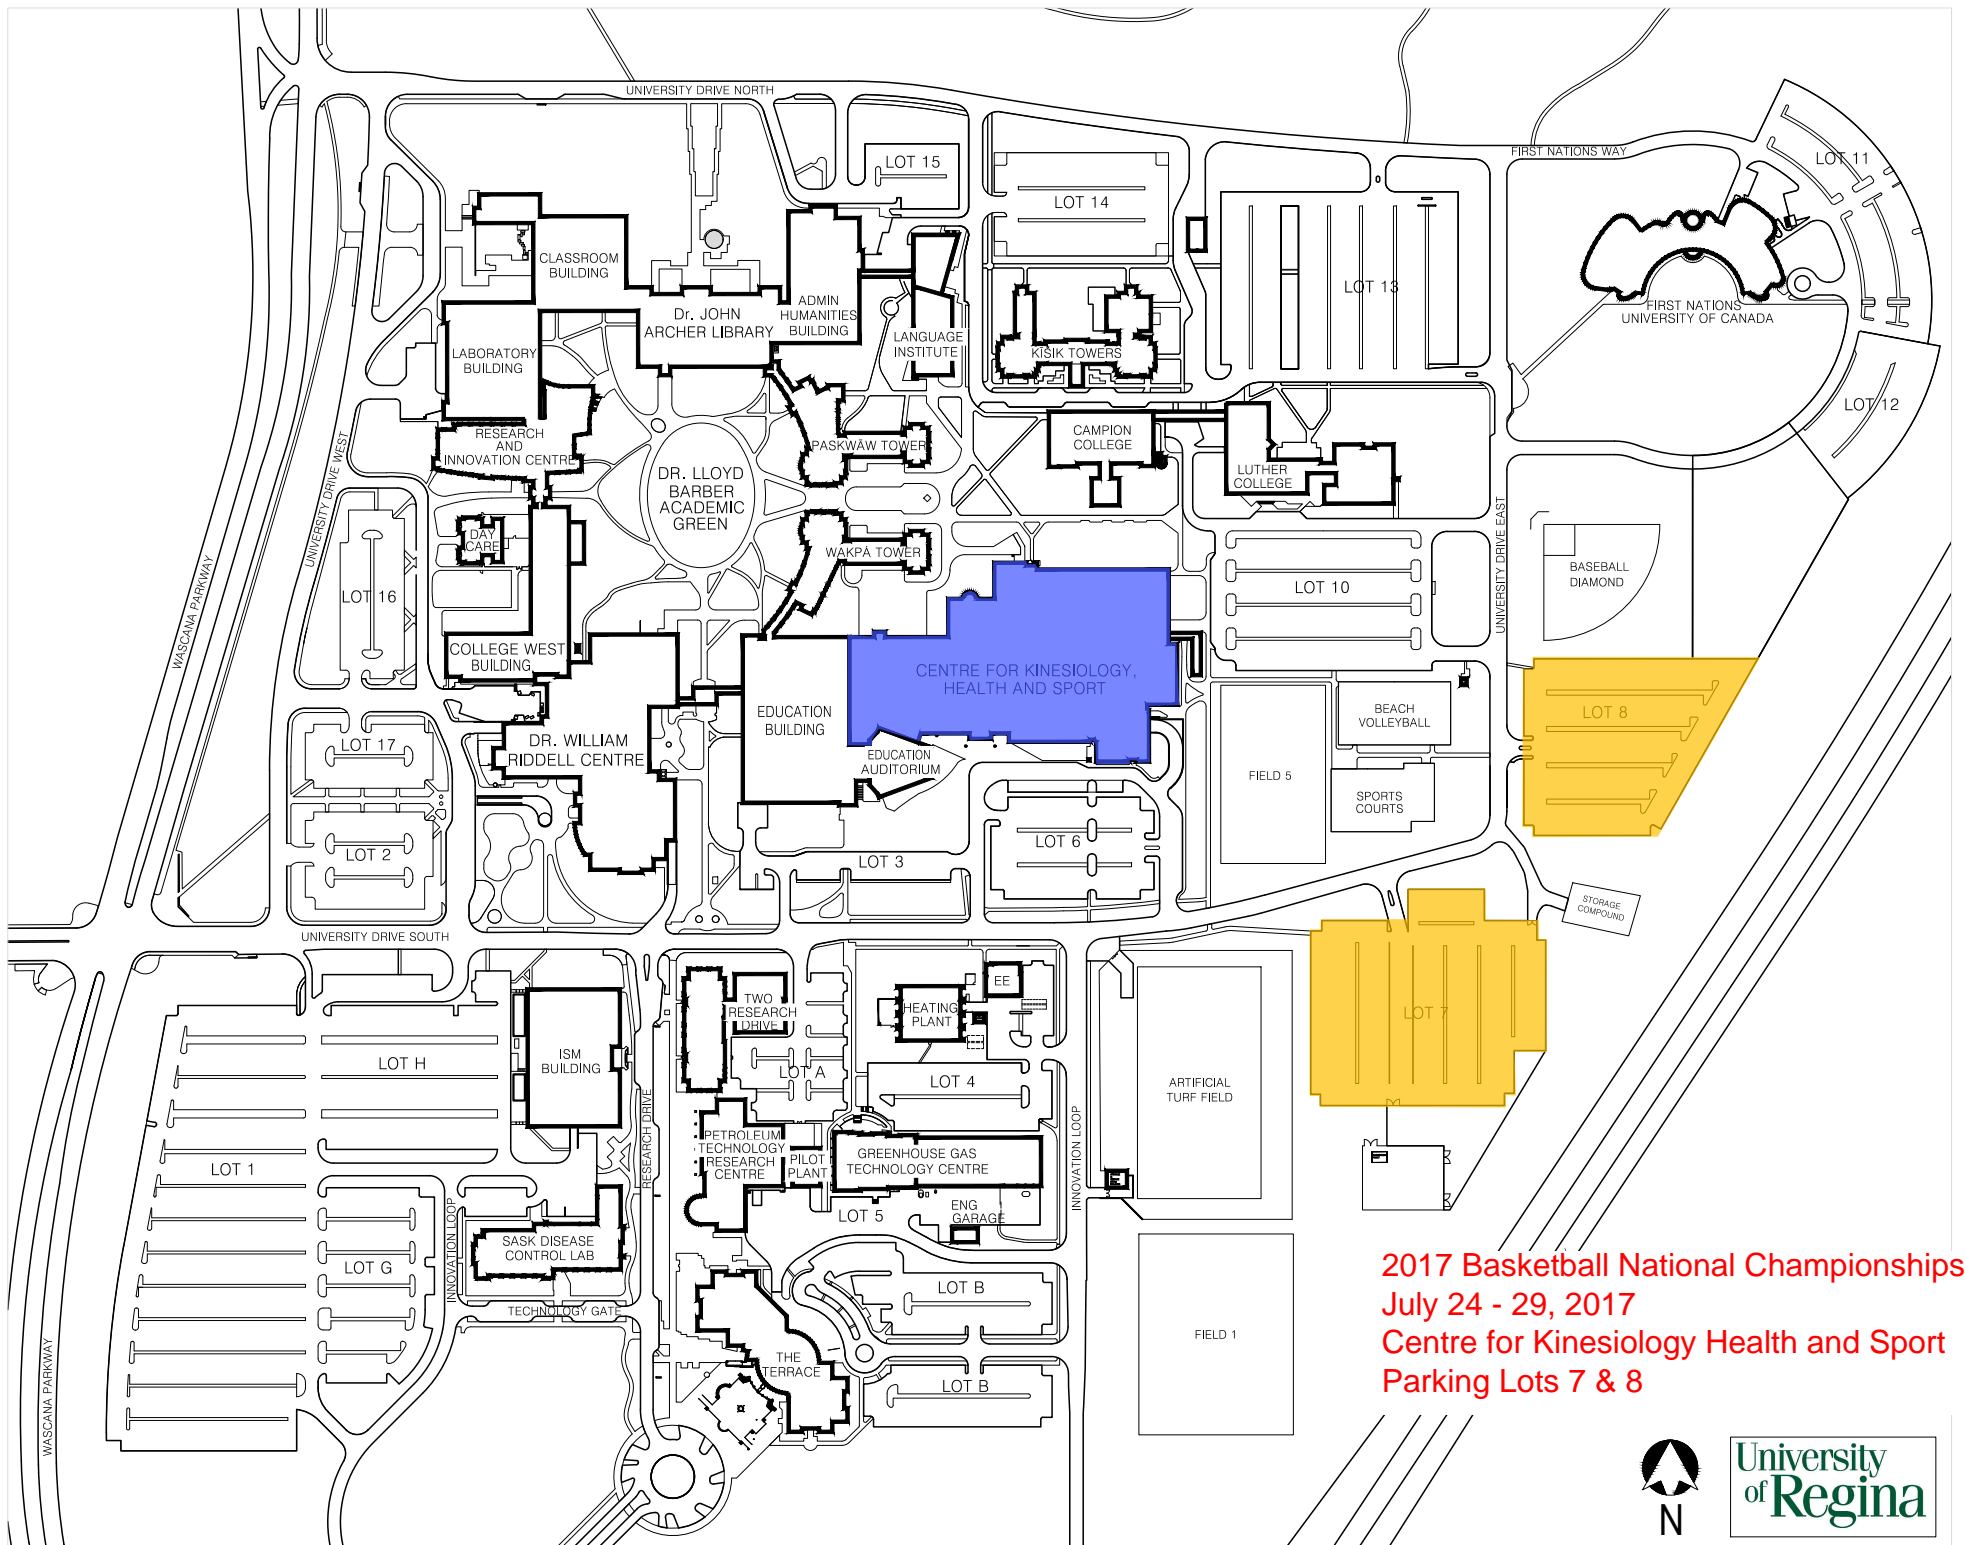 UNIVERSITY DRIVE NORTH
FIRST NATIONS WAY
LOT 15
LOT 11
LOT 14
CLASSROOM
BUILDING
LOT 13
ADMIN
HUMANITIES
BUILDING
Dr. JOHN
ARCHER LIBRARY
FIRST NATIONS
UNIVERSITY OF CANADA
LANGUAGE
INSTITUTE
KĪSIK TOWERS
LABORATORY
BUILDING
LOT 12
RESEARCH
AND
INNOVATION CENTRE
PASKWĀW TOWER
CAMPION
COLLEGE
LUTHER
COLLEGE
DR. LLOYD
BARBER
ACADEMIC
GREEN
UNIVERSITY DRIVE WEST
UNIVERSITY DRIVE EAST
DAY
CARE
WAKPĀ TOWER
BASEBALL
DIAMOND
LOT 16
LOT 10
WASCANA PARKWAY
COLLEGE WEST
BUILDING
CENTRE FOR KINESIOLOGY,
HEALTH AND SPORT
EDUCATION
BUILDING
BEACH
VOLLEYBALL
LOT 8
LOT 17
DR. WILLIAM
RIDDELL CENTRE
EDUCATION
AUDITORIUM
FIELD 5
SPORTS
COURTS
LOT 2
LOT 3
LOT 6
STORAGE
COMPOUND
UNIVERSITY DRIVE SOUTH
TWO
RESEARCH
DRIVE
EE
HEATING
PLANT
LOT 7
LOT H
ISM
BUILDING
LOT A
LOT 4
ARTIFICIAL
TURF FIELD
RESEARCH DRIVE
INNOVATION LOOP
PETROLEUM
TECHNOLOGY
RESEARCH
CENTRE
PILOT
PLANT
GREENHOUSE GAS
TECHNOLOGY CENTRE
LOT 1
LOT 5
ENG
GARAGE
INNOVATION LOOP
SASK DISEASE
CONTROL LAB
LOT G
LOT B
TECHNOLOGY GATE
FIELD 1
THE
TERRACE
LOT B
WASCANA PARKWAY
2017 Basketball National Championships
July 24 - 29, 2017
Centre for Kinesiology Health and Sport
Parking Lots 7 & 8
N
University
of Regina